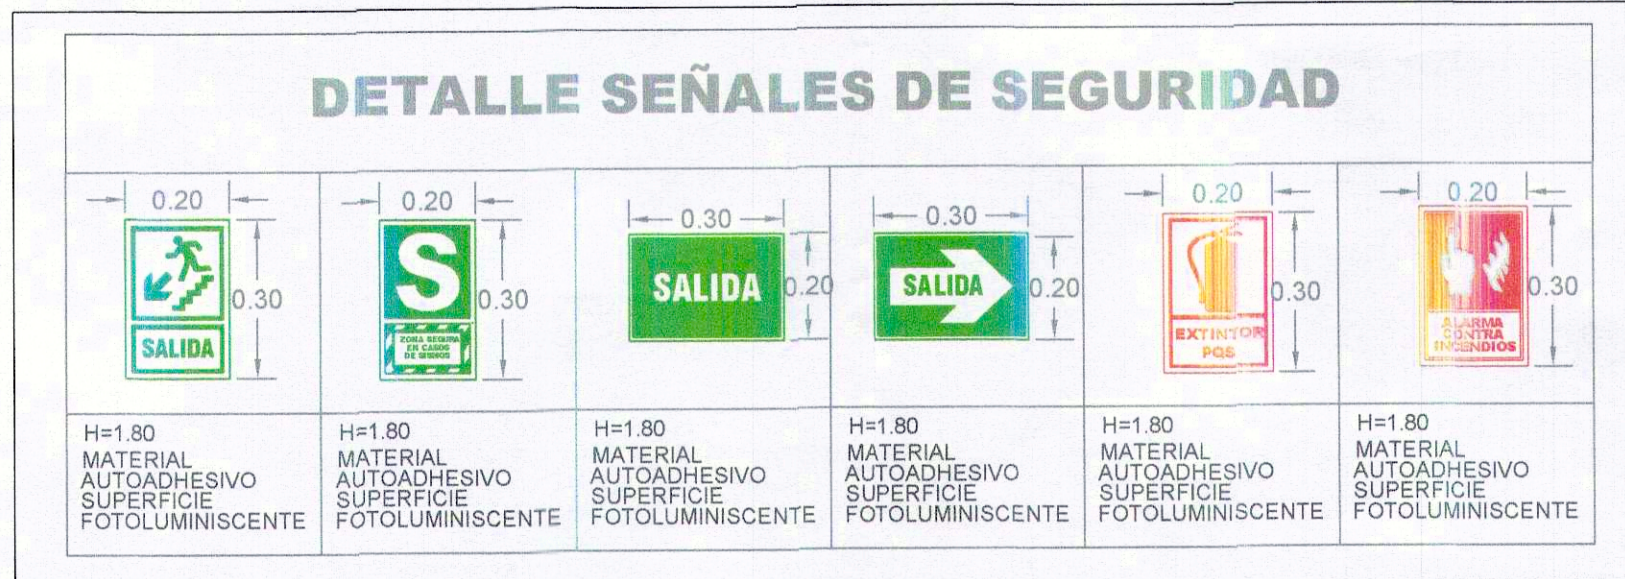 DETALLE SEÑALES DE SEGURIDAD
0.20
0.30
SALIDA
0.20
0.30
S
ZONA SEGURA
EN CASOS
DE SISMOS
0.30
0.20
SALIDA
0.30
0.20
SALIDA
0.20
0.30
EXTINTOR
PQS
0.20
0.30
ALARMA
CONTRA
INCENDIOS
H=1.80
MATERIAL
AUTOADHESIVO
SUPERFICIE
FOTOLUMINISCENTE
H=1.80
MATERIAL
AUTOADHESIVO
SUPERFICIE
FOTOLUMINISCENTE
H=1.80
MATERIAL
AUTOADHESIVO
SUPERFICIE
FOTOLUMINISCENTE
H=1.80
MATERIAL
AUTOADHESIVO
SUPERFICIE
FOTOLUMINISCENTE
H=1.80
MATERIAL
AUTOADHESIVO
SUPERFICIE
FOTOLUMINISCENTE
H=1.80
MATERIAL
AUTOADHESIVO
SUPERFICIE
FOTOLUMINISCENTE